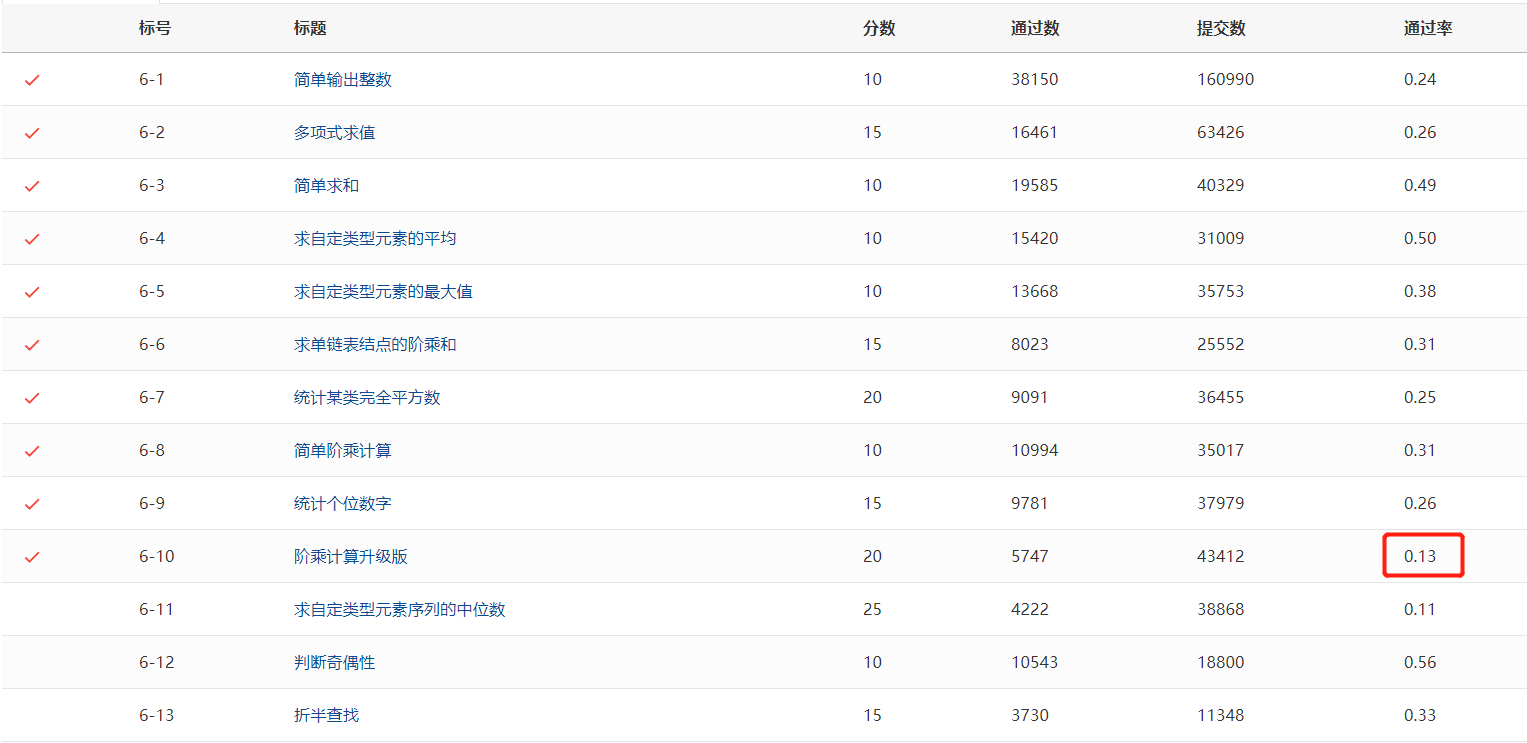 标号 标题 分数 通过数 提交数 通过率
6-1 简单输出整数 10 38150 160990 0.24
6-2 多项式求值 15 16461 63426 0.26
6-3 简单求和 10 19585 40329 0.49
6-4 求自定类型元素的平均 10 15420 31009 0.50
6-5 求自定类型元素的最大值 10 13668 35753 0.38
6-6 求单链表结点的阶乘和 15 8023 25552 0.31
6-7 统计某类完全平方数 20 9091 36455 0.25
6-8 简单阶乘计算 10 10994 35017 0.31
6-9 统计个位数字 15 9781 37979 0.26
6-10 阶乘计算升级版 20 5747 43412 0.13
6-11 求自定类型元素序列的中位数 25 4222 38868 0.11
6-12 判断奇偶性 10 10543 18800 0.56
6-13 折半查找 15 3730 11348 0.33